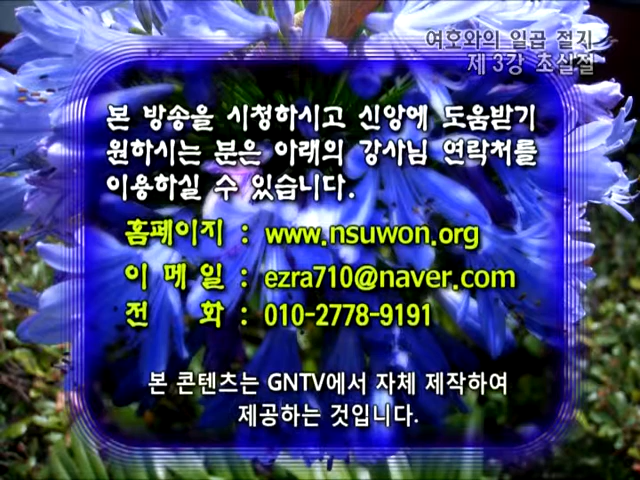 여호와의 일곱 절기
제 3강 초실절
본 방송을 시청하시고 신앙에 도움받기
원하시는 분은 아래의 강사님 연락처를
이용하실 수 있습니다.
홈페이지 : www.nsuwon.org
이 메 일 : ezra710@naver.com
전 화 : 010-2778-9191
본 콘텐츠는 GNTV에서 자체 제작하여
제공하는 것입니다.